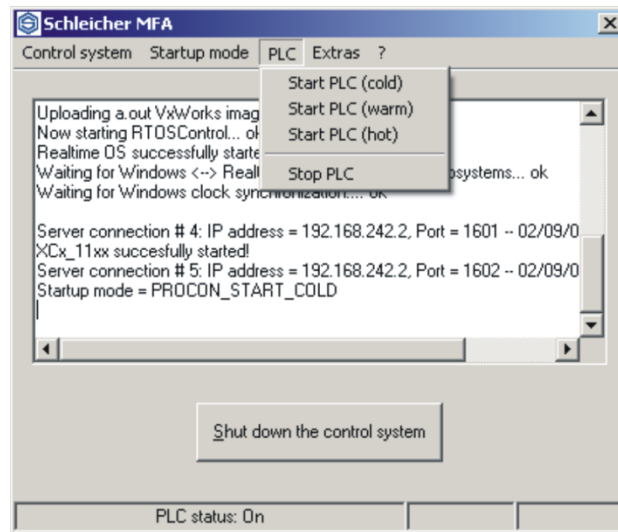 Schleicher MFA
Control system Startup mode PLC Extras ?
Start PLC (cold)
Start PLC (warm)
Start PLC (hot)
Stop PLC
Uploading a.out VxWorks imag
Now starting RTOSControl... ok
Realtime OS successfully starte
Waiting for Windows <--> Realt osystems... ok
Waiting for Windows clock synchronization.... ok
Server connection # 4: IP address = 192.168.242.2, Port = 1601 -- 02/09/0
XCx_11xx succesfully started!
Server connection # 5: IP address = 192.168.242.2, Port = 1602 -- 02/09/0
Startup mode = PROCON_START_COLD
Shut down the control system
PLC status: On